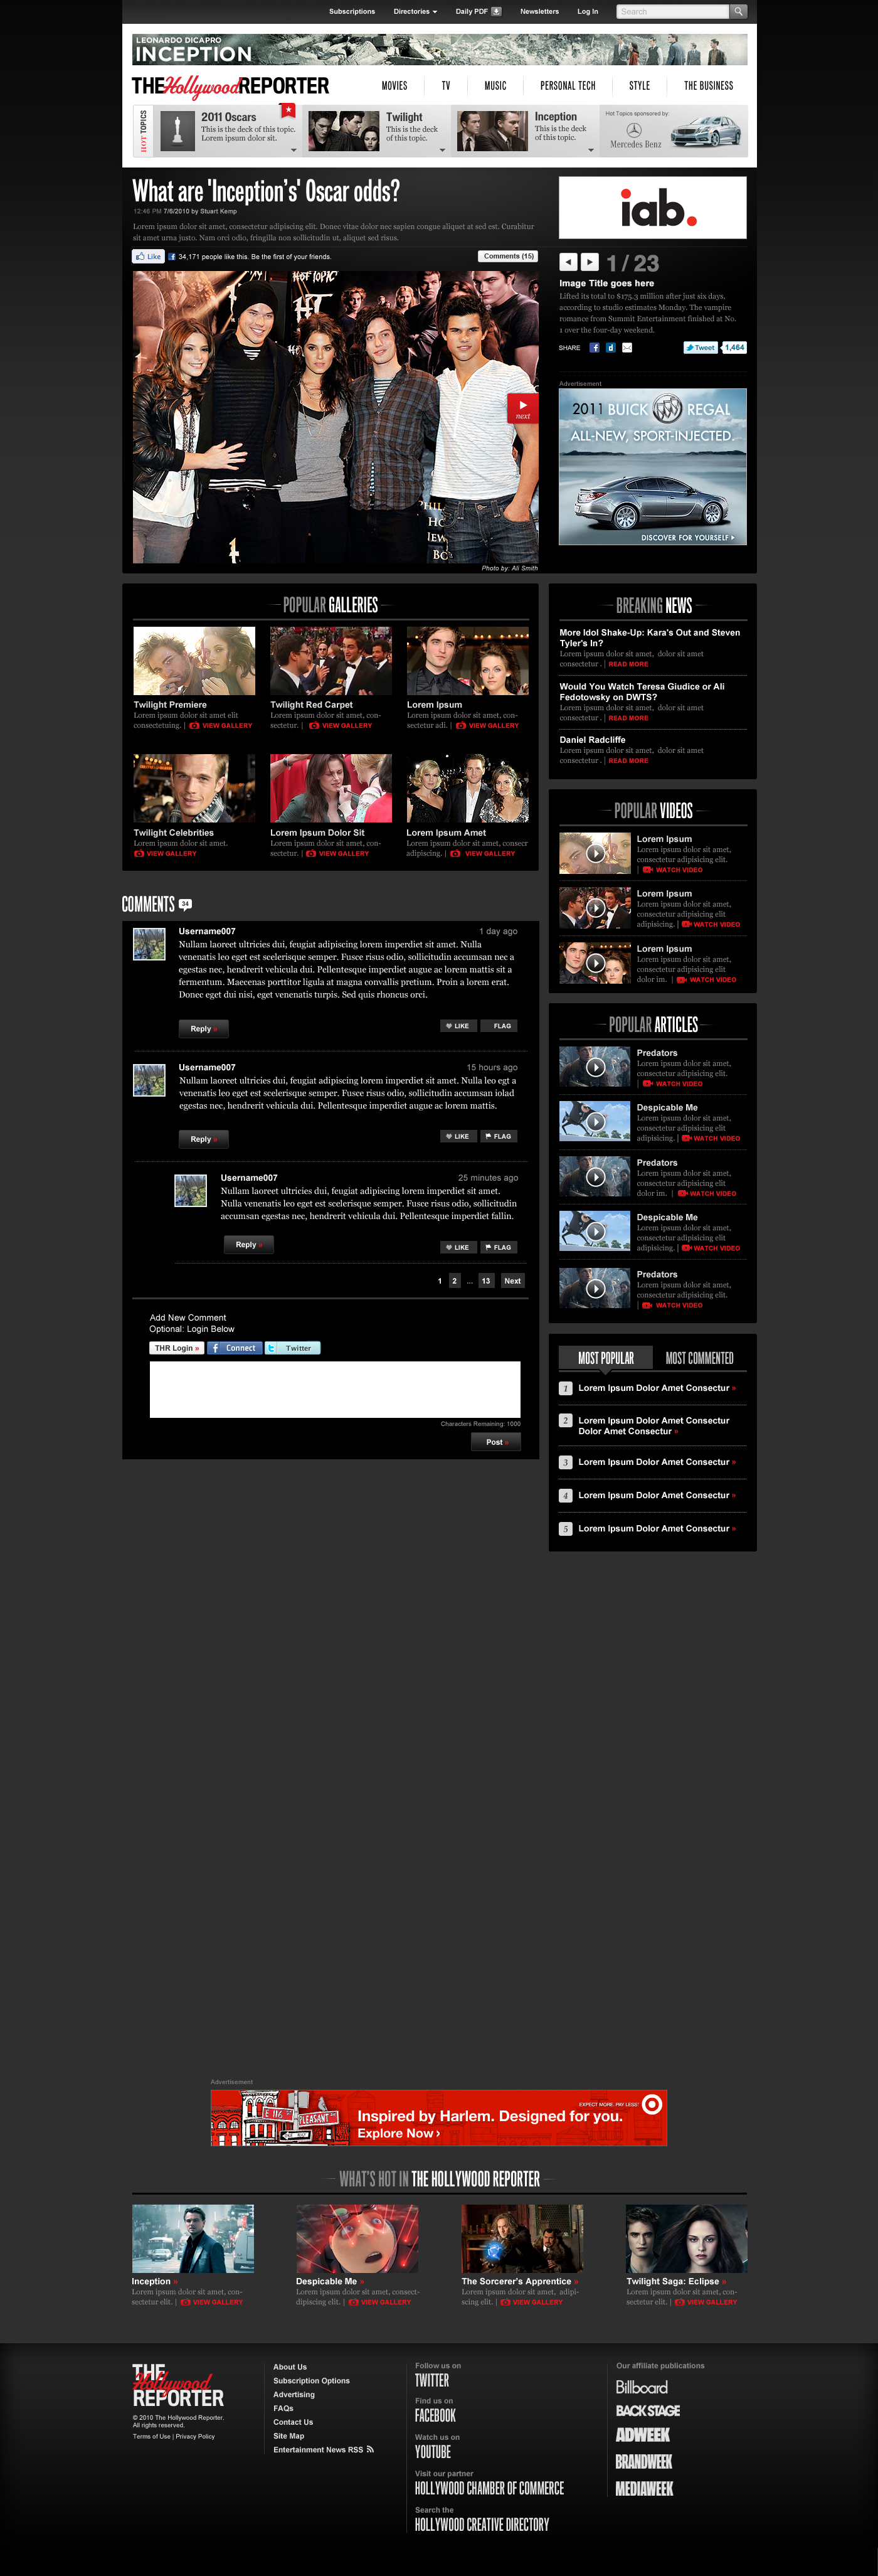 Subscriptions
Directories
Daily PDF
Newsletters
Log In
Search
LEONARDO DICAPRO
INCEPTION
THE Hollywood REPORTER
MOVIES
TV
MUSIC
PERSONAL TECH
STYLE
THE BUSINESS
HOT TOPICS
2011 Oscars
This is the deck of this topic.
Lorem ipsum dolor sit.
Twilight
This is the deck
of this topic.
Inception
This is the deck
of this topic.
Hot Topics sponsored by
Mercedes Benz
What are 'Inception's' Oscar odds?
12:46 PM 7/6/2010 by Stuart Kemp
Lorem ipsum dolor sit amet, consectetur adipiscing elit. Donec vitae dolor nec sapien congue aliquet at sed est. Curabitur
sit amet urna justo. Nam orci odio, fringilla non sollicitudin ut, aliquet sed risus.
Like
34,171 people like this. Be the first of your friends.
Comments (15)
next
Photo by: Ali Smith
iab.
1 / 23
Image Title goes here
Lifted its total to $175.3 million after just six days,
according to studio estimates Monday. The vampire
romance from Summit Entertainment finished at No.
1 over the four-day weekend.
SHARE
Tweet
1,464
Advertisement
2011 BUICK REGAL
ALL-NEW, SPORT-INJECTED.
DISCOVER FOR YOURSELF
POPULAR GALLERIES
Twilight Premiere
Lorem ipsum dolor sit amet elit
consectetuing. | VIEW GALLERY
Twilight Red Carpet
Lorem ipsum dolor sit amet, con-
sectetur. | VIEW GALLERY
Lorem Ipsum
Lorem ipsum dolor sit amet, con-
sectetur adi. | VIEW GALLERY
Twilight Celebrities
Lorem ipsum dolor sit amet.
VIEW GALLERY
Lorem Ipsum Dolor Sit
Lorem ipsum dolor sit amet, con-
sectetur. | VIEW GALLERY
Lorem Ipsum Amet
Lorem ipsum dolor sit amet, consecr
adipiscing. | VIEW GALLERY
BREAKING NEWS
More Idol Shake-Up: Kara's Out and Steven
Tyler's In?
Lorem ipsum dolor sit amet, dolor sit amet
consectetur . | READ MORE
Would You Watch Teresa Giudice or Ali
Fedotowsky on DWTS?
Lorem ipsum dolor sit amet, dolor sit amet
consectetur . | READ MORE
Daniel Radcliffe
Lorem ipsum dolor sit amet, dolor sit amet
consectetur . | READ MORE
POPULAR VIDEOS
Lorem Ipsum
Lorem ipsum dolor sit amet,
consectetur adipisicing elit.
| WATCH VIDEO
Lorem Ipsum
Lorem ipsum dolor sit amet,
consectetur adipisicing elit
adipisicing. | WATCH VIDEO
Lorem Ipsum
Lorem ipsum dolor sit amet,
consectetur adipisicing elit
dolor im. | WATCH VIDEO
POPULAR ARTICLES
Predators
Lorem ipsum dolor sit amet,
consectetur adipisicing elit.
| WATCH VIDEO
Despicable Me
Lorem ipsum dolor sit amet,
consectetur adipisicing elit
adipisicing. | WATCH VIDEO
Predators
Lorem ipsum dolor sit amet,
consectetur adipisicing elit
dolor im. | WATCH VIDEO
Despicable Me
Lorem ipsum dolor sit amet,
consectetur adipisicing elit
adipisicing. | WATCH VIDEO
Predators
Lorem ipsum dolor sit amet,
consectetur adipisicing elit.
| WATCH VIDEO
MOST POPULAR
MOST COMMENTED
1 Lorem Ipsum Dolor Amet Consectur »
2 Lorem Ipsum Dolor Amet Consectur
Dolor Amet Consectur »
3 Lorem Ipsum Dolor Amet Consectur »
4 Lorem Ipsum Dolor Amet Consectur »
5 Lorem Ipsum Dolor Amet Consectur »
COMMENTS 24
Username007
1 day ago
Nullam laoreet ultricies dui, feugiat adipiscing lorem imperdiet sit amet. Nulla
venenatis leo eget est scelerisque semper. Fusce risus odio, sollicitudin accumsan nec a
egestas nec, hendrerit vehicula dui. Pellentesque imperdiet augue ac lorem mattis sit a
fermentum. Maecenas porttitor ligula at magna convallis pretium. Proin a lorem erat.
Donec eget dui nisi, eget venenatis turpis. Sed quis rhoncus orci.
Reply »
LIKE
FLAG
Username007
15 hours ago
Nullam laoreet ultricies dui, feugiat adipiscing lorem imperdiet sit amet. Nulla leo egt a
venenatis leo eget est scelerisque semper. Fusce risus odio, sollicitudin accumsan iolad
egestas nec, hendrerit vehicula dui. Pellentesque imperdiet augue ac lorem mattis.
Reply »
LIKE
FLAG
Username007
25 minutes ago
Nullam laoreet ultricies dui, feugiat adipiscing lorem imperdiet sit amet.
Nulla venenatis leo eget est scelerisque semper. Fusce risus odio, sollicitudin
accumsan egestas nec, hendrerit vehicula dui. Pellentesque imperdiet fallin.
Reply »
LIKE
FLAG
1 2 ... 13 Next
Add New Comment
Optional: Login Below
THR Login »
Connect
Twitter
Characters Remaining: 1000
Post »
Advertisement
E 116 ST
PLEASANT AV.
EXPECT MORE. PAY LESS.
Inspired by Harlem. Designed for you.
Explore Now ›
WHAT'S HOT IN THE HOLLYWOOD REPORTER
Inception »
Lorem ipsum dolor sit amet, con-
sectetur elit. | VIEW GALLERY
Despicable Me »
Lorem ipsum dolor sit amet, consect-
dipiscing elit. | VIEW GALLERY
The Sorcerer's Apprentice »
Lorem ipsum dolor sit amet, adipi-
scing elit. | VIEW GALLERY
Twilight Saga: Eclipse »
Lorem ipsum dolor sit amet, con-
sectetur elit. | VIEW GALLERY
THE
Hollywood
REPORTER
© 2010 The Hollywood Reporter.
All rights reserved.
Terms of Use | Privacy Policy
About Us
Subscription Options
Advertising
FAQs
Contact Us
Site Map
Entertainment News RSS
Follow us on
TWITTER
Find us on
FACEBOOK
Watch us on
YOUTUBE
Visit our partner
HOLLYWOOD CHAMBER OF COMMERCE
Search the
HOLLYWOOD CREATIVE DIRECTORY
Our affiliate publications
Billboard
BACK STAGE
ADWEEK
BRANDWEEK
MEDIAWEEK